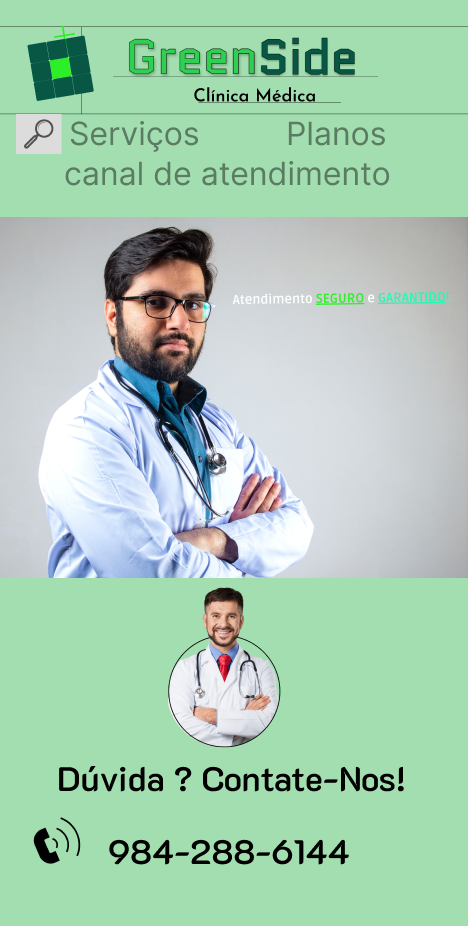 GreenSide
Clínica Médica
Serviços Planos
canal de atendimento
Atendimento SEGURO e GARANTIDO!
Dúvida ? Contate-Nos!
984-288-6144